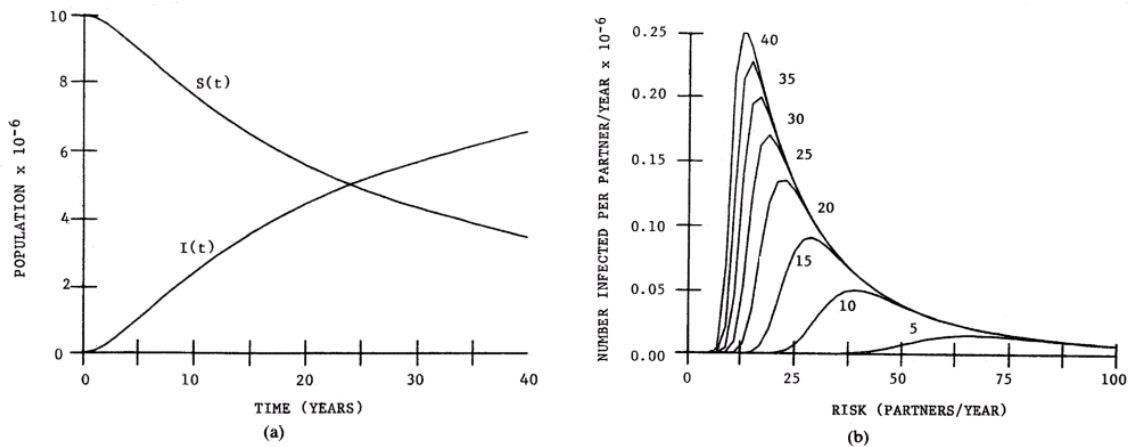 10
8
6
4
2
0
POPULATION x 10⁻⁶
S(t)
I(t)
0 10 20 30 40
TIME (YEARS)
(a)
0.25
0.20
0.15
0.10
0.05
0.00
NUMBER INFECTED PER PARTNER/YEAR x 10⁻⁶
40
35
30
25
20
15
10
5
0 25 50 75 100
RISK (PARTNERS/YEAR)
(b)